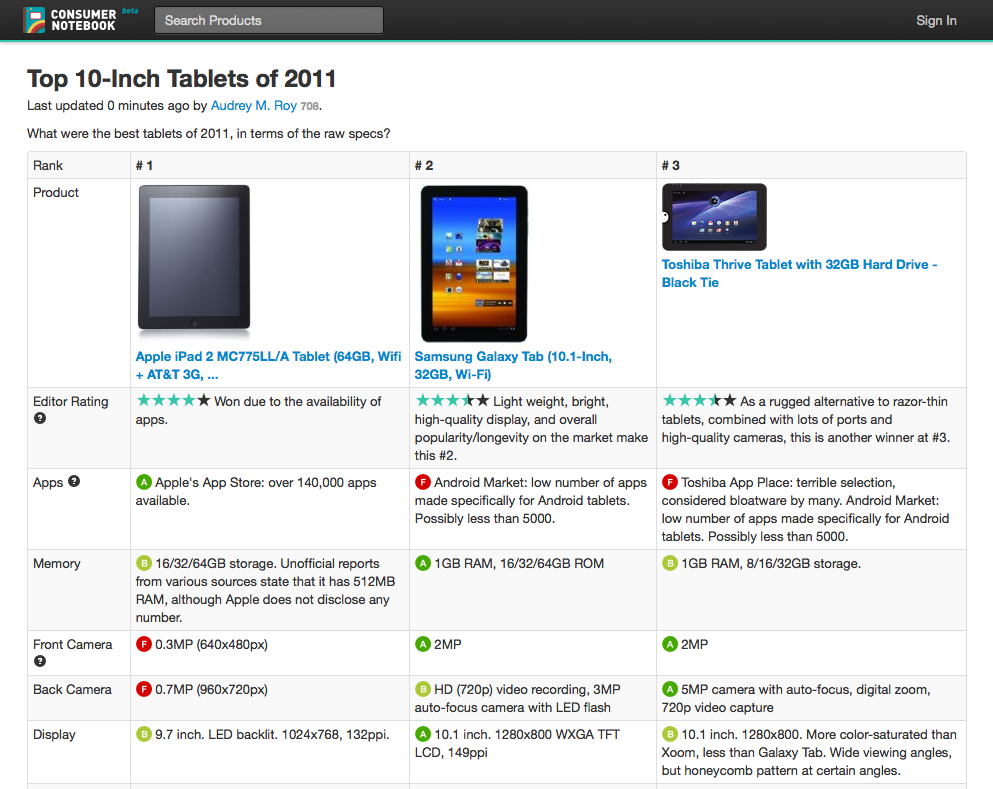 CONSUMER NOTEBOOK beta
Search Products
Sign In
Top 10-Inch Tablets of 2011
Last updated 0 minutes ago by Audrey M. Roy 708.
What were the best tablets of 2011, in terms of the raw specs?
Rank
# 1
# 2
# 3
Product
Apple iPad 2 MC775LL/A Tablet (64GB, Wifi
+ AT&T 3G, ...
Samsung Galaxy Tab (10.1-Inch,
32GB, Wi-Fi)
Toshiba Thrive Tablet with 32GB Hard Drive -
Black Tie
Editor Rating
?
Won due to the availability of
apps.
Light weight, bright,
high-quality display, and overall
popularity/longevity on the market make
this #2.
As a rugged alternative to razor-thin
tablets, combined with lots of ports and
high-quality cameras, this is another winner at #3.
Apps ?
A Apple's App Store: over 140,000 apps
available.
F Android Market: low number of apps
made specifically for Android tablets.
Possibly less than 5000.
F Toshiba App Place: terrible selection,
considered bloatware by many. Android Market:
low number of apps made specifically for Android
tablets. Possibly less than 5000.
Memory
B 16/32/64GB storage. Unofficial reports
from various sources state that it has 512MB
RAM, although Apple does not disclose any
number.
A 1GB RAM, 16/32/64GB ROM
B 1GB RAM, 8/16/32GB storage.
Front Camera
?
F 0.3MP (640x480px)
A 2MP
A 2MP
Back Camera
F 0.7MP (960x720px)
B HD (720p) video recording, 3MP
auto-focus camera with LED flash
A 5MP camera with auto-focus, digital zoom,
720p video capture
Display
B 9.7 inch. LED backlit. 1024x768, 132ppi.
A 10.1 inch. 1280x800 WXGA TFT
LCD, 149ppi
B 10.1 inch. 1280x800. More color-saturated than
Xoom, less than Galaxy Tab. Wide viewing angles,
but honeycomb pattern at certain angles.